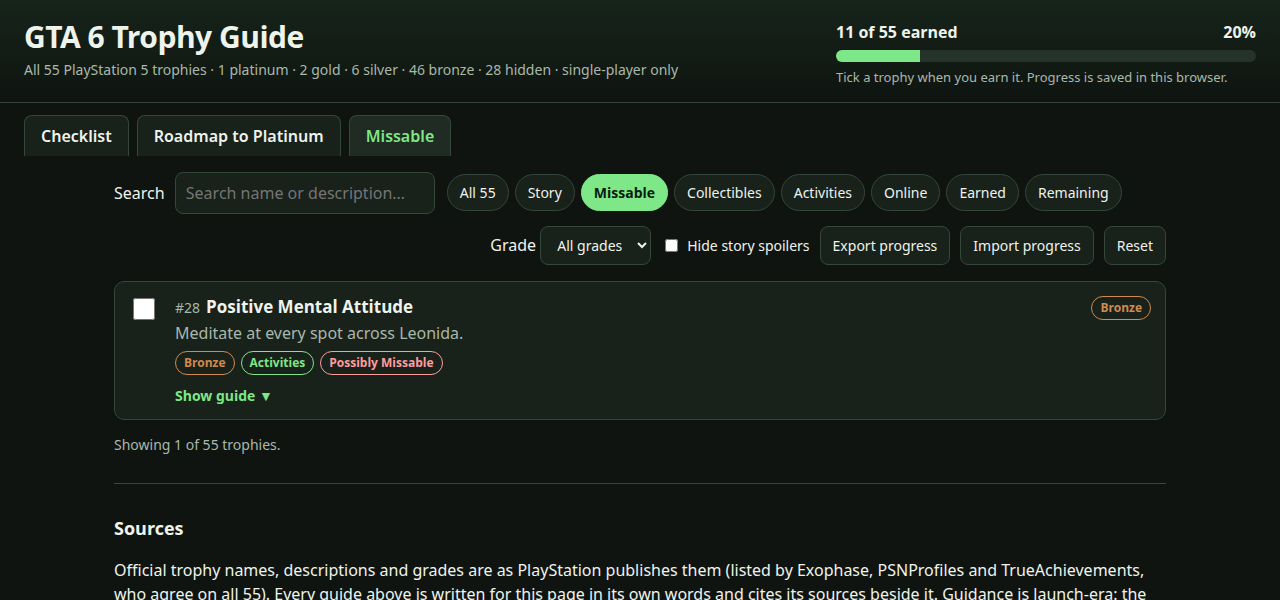 GTA 6 Trophy Guide
All 55 PlayStation 5 trophies · 1 platinum · 2 gold · 6 silver · 46 bronze · 28 hidden · single-player only
11 of 55 earned 20%
Tick a trophy when you earn it. Progress is saved in this browser.
Checklist Roadmap to Platinum Missable
Search Search name or description... All 55 Story Missable Collectibles Activities Online Earned Remaining
Grade All grades Hide story spoilers Export progress Import progress Reset
#28 Positive Mental Attitude Bronze
Meditate at every spot across Leonida.
Bronze Activities Possibly Missable
Show guide ▼
Showing 1 of 55 trophies.
Sources
Official trophy names, descriptions and grades are as PlayStation publishes them (listed by Exophase, PSNProfiles and TrueAchievements,
who agree on all 55). Every guide above is written for this page in its own words and cites its sources beside it. Guidance is launch-era: the